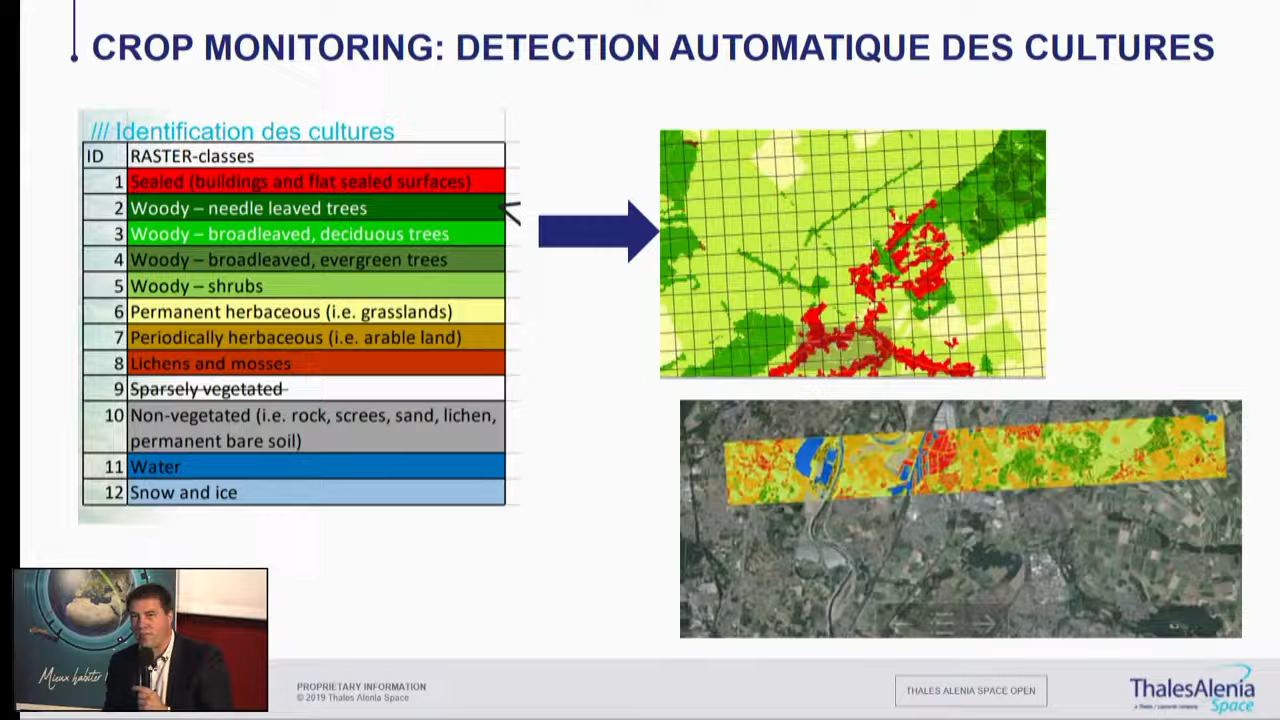 CROP MONITORING: DETECTION AUTOMATIQUE DES CULTURES
/// Identification des cultures
ID RASTER-classes
1 Sealed (buildings and flat sealed surfaces)
2 Woody – needle leaved trees
3 Woody – broadleaved, deciduous trees
4 Woody – broadleaved, evergreen trees
5 Woody – shrubs
6 Permanent herbaceous (i.e. grasslands)
7 Periodically herbaceous (i.e. arable land)
8 Lichens and mosses
9 Sparsely vegetated
10 Non-vegetated (i.e. rock, screes, sand, lichen,
permanent bare soil)
11 Water
12 Snow and ice
Mieux habiter
PROPRIETARY INFORMATION
© 2019 Thales Alenia Space
THALES ALENIA SPACE OPEN
ThalesAlenia
a Thales / Leonardo company
Space